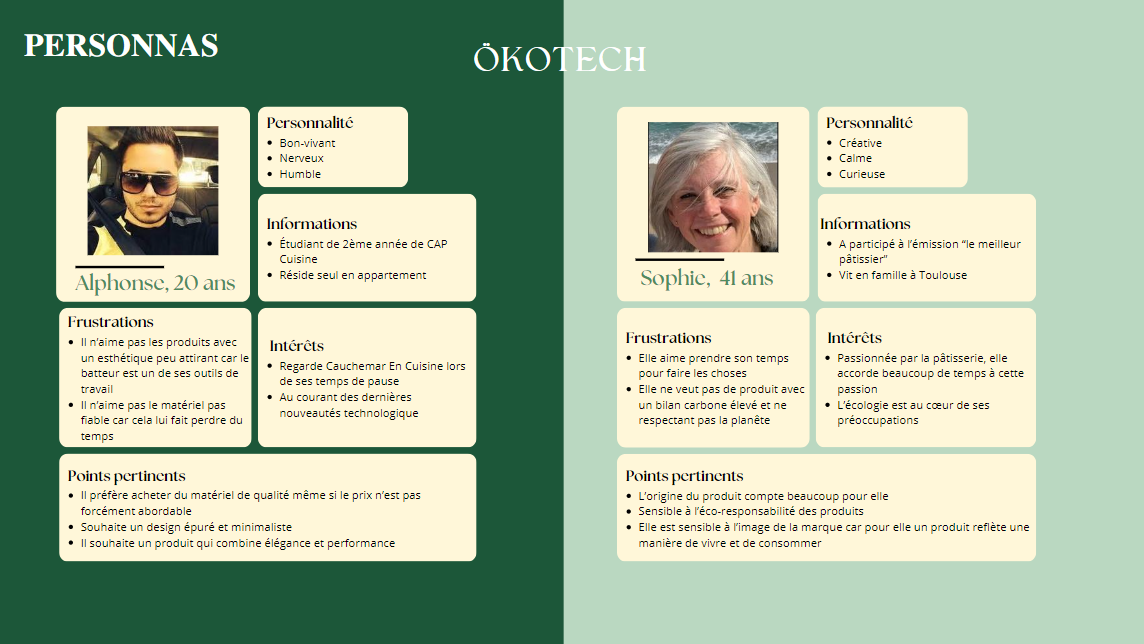 PERSONNAS
ÖKOTECH
Alphonse, 20 ans
Personnalité
Bon-vivant
Nerveux
Humble
Informations
Étudiant de 2ème année de CAP
Cuisine
Réside seul en appartement
Frustrations
Il n’aime pas les produits avec
un esthétique peu attirant car le
batteur est un de ses outils de
travail
Il n’aime pas le matériel pas
fiable car cela lui fait perdre du
temps
Intérêts
Regarde Cauchemar En Cuisine lors
de ses temps de pause
Au courant des dernières
nouveautés technologique
Points pertinents
Il préfère acheter du matériel de qualité même si le prix n’est pas
forcément abordable
Souhaite un design épuré et minimaliste
Il souhaite un produit qui combine élégance et performance
Sophie, 41 ans
Personnalité
Créative
Calme
Curieuse
Informations
A participé à l’émission “le meilleur
pâtissier”
Vit en famille à Toulouse
Frustrations
Elle aime prendre son temps
pour faire les choses
Elle ne veut pas de produit avec
un bilan carbone élevé et ne
respectant pas la planète
Intérêts
Passionnée par la pâtisserie, elle
accorde beaucoup de temps à cette
passion
L’écologie est au cœur de ses
préoccupations
Points pertinents
L’origine du produit compte beaucoup pour elle
Sensible à l’éco-responsabilité des produits
Elle est sensible à l’image de la marque car pour elle un produit reflète une
manière de vivre et de consommer